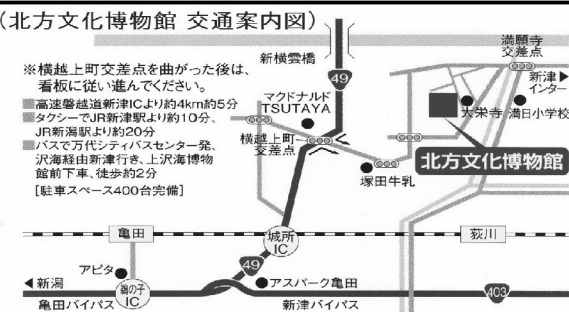 (北方文化博物館 交通案内図)
※横越上町交差点を曲がった後は、
看板に従い進んでください。
高速磐越道新津ICより約4km約5分
タクシーでJR新津駅より約10分、
JR新潟駅より約20分
バスで万代シティバスセンター発、
沢海経由新津行き、上沢海博物
館前下車、徒歩約2分
[駐車スペース400台完備]
新横雲橋
49
マクドナルド
TSUTAYA
横越上町
交差点
塚田牛乳
満願寺
交差点
新津
インター
大栄寺
満日小学校
北方文化博物館
亀田
城所
IC
荻川
アピタ
49
アスパーク亀田
新潟
IC
亀田バイパス
新津バイパス
403